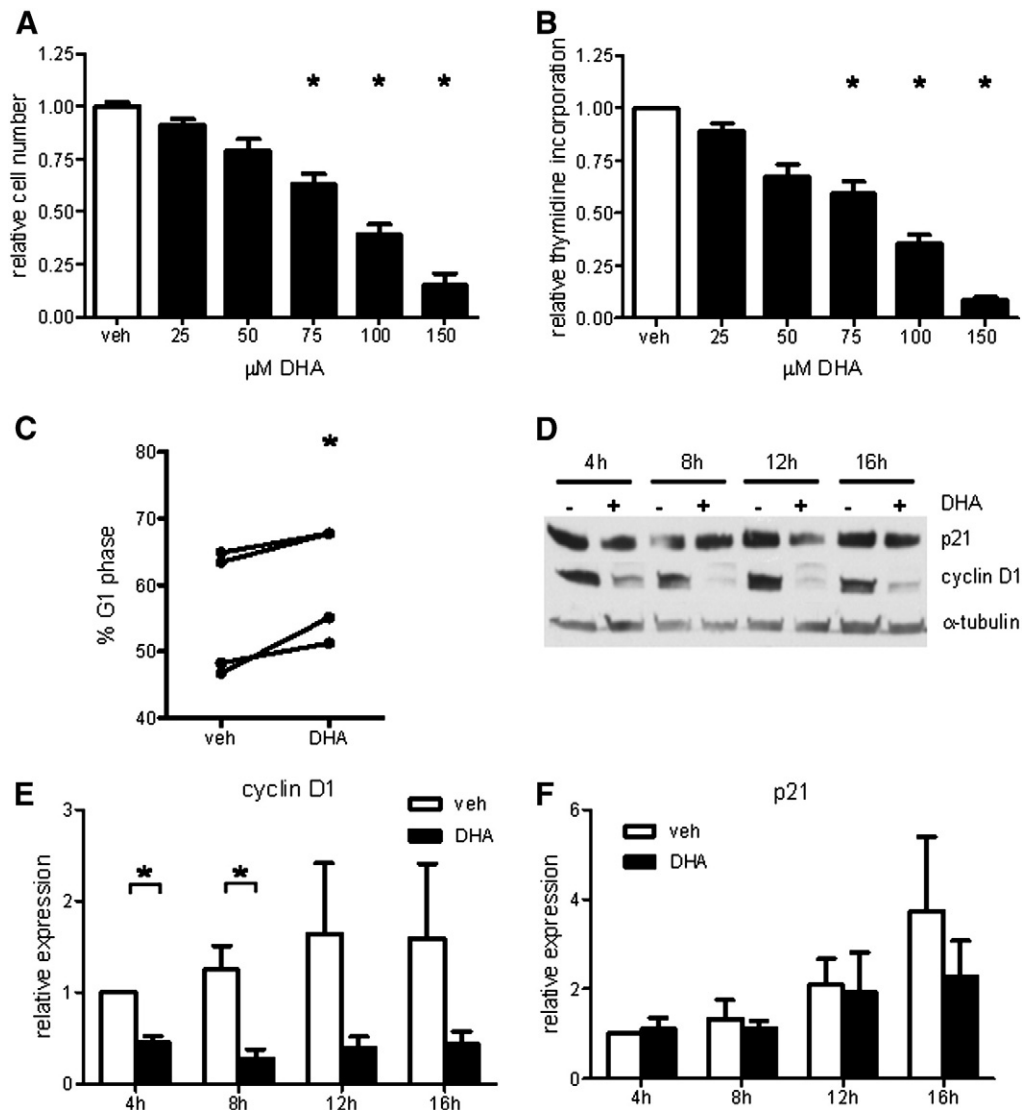 A
relative cell number
1.25
1.00
0.75
0.50
0.25
0.00
veh 25 50 75 100 150
* * *
µM DHA
B
relative thymidine incorporation
1.25
1.00
0.75
0.50
0.25
0.00
veh 25 50 75 100 150
* * *
µM DHA
C
% G1 phase
80
70
60
50
40
*
veh DHA
D
4h 8h 12h 16h
- + - + - + - + DHA
p21
cyclin D1
α-tubulin
E
cyclin D1
relative expression
3
2
1
0
veh
DHA
* *
4h 8h 12h 16h
F
p21
relative expression
6
4
2
0
veh
DHA
4h 8h 12h 16h